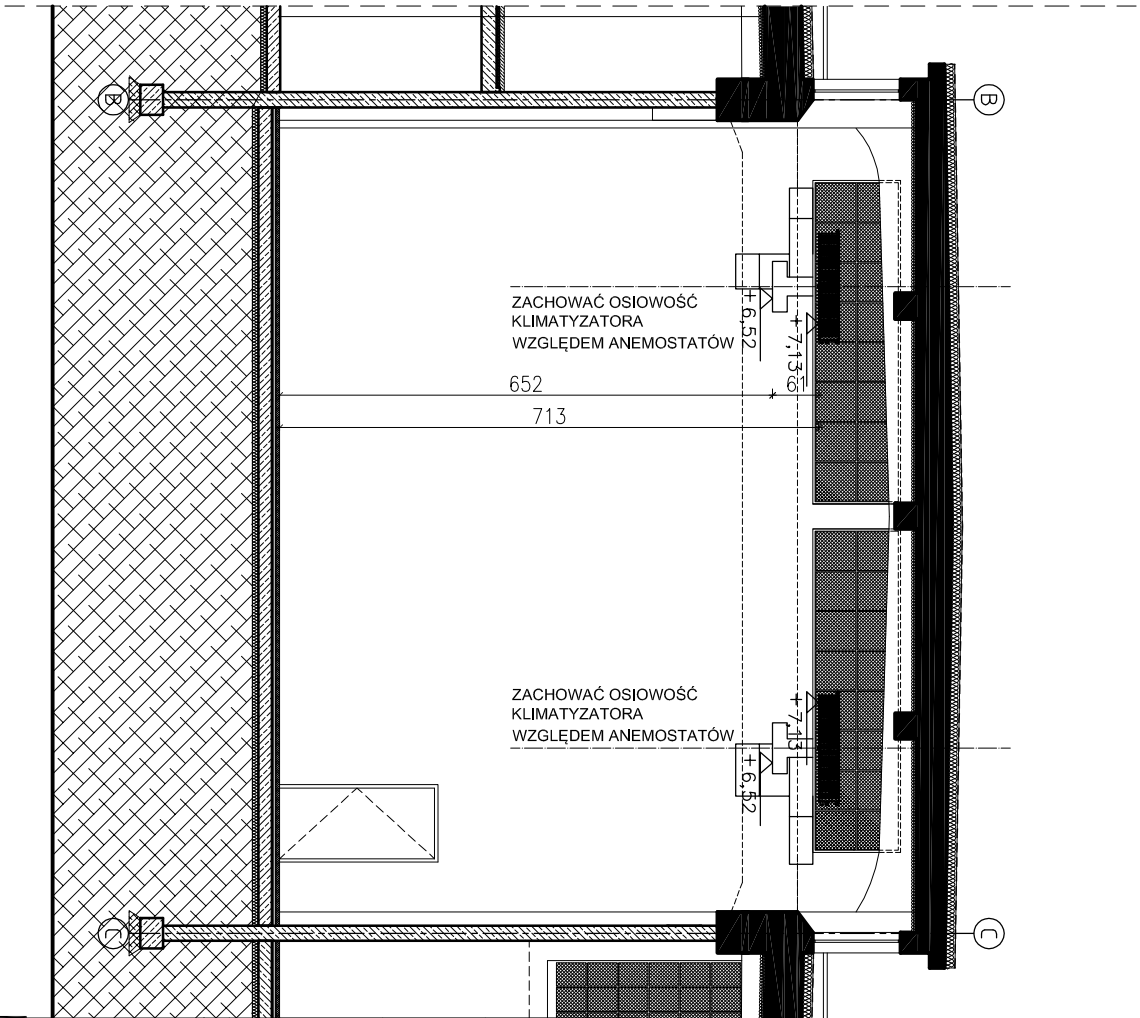 B
B
ZACHOWAĆ OSIOWOŚĆ
KLIMATYZATORA
WZGLĘDEM ANEMOSTATÓW
+6,52
+7,13
652
61
713
ZACHOWAĆ OSIOWOŚĆ
KLIMATYZATORA
WZGLĘDEM ANEMOSTATÓW
+7,13
+6,52
C
C